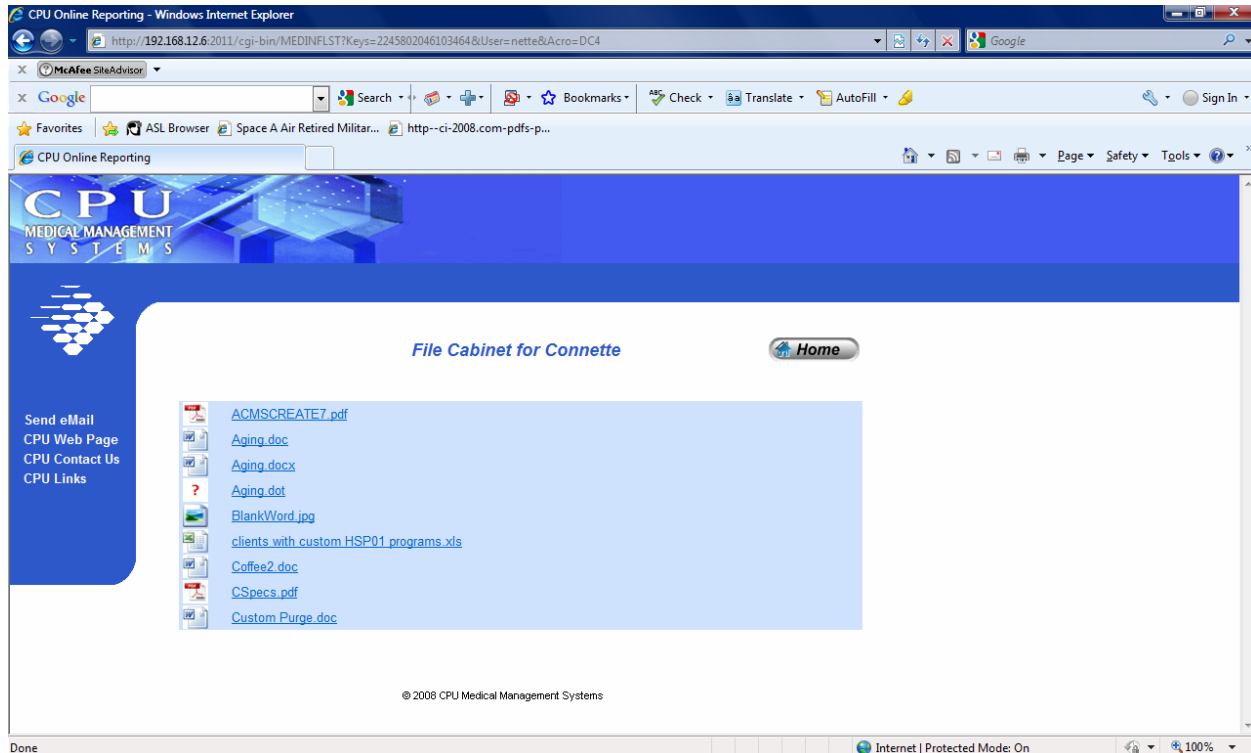 CPU Online Reporting - Windows Internet Explorer
http://192.168.12.6:2011/cgi-bin/MEDINFLST?Keys=2245802046103464&User=nette&Acro=DC4
Google
X McAfee SiteAdvisor
x Google Search Bookmarks Check Translate AutoFill Sign In
Favorites ASL Browser Space A Air Retired Militar... http--ci-2008.com-pdfs-p...
CPU Online Reporting Page Safety Tools
CPU
MEDICAL MANAGEMENT
SYSTEMS
File Cabinet for Connette
Home
Send eMail
CPU Web Page
CPU Contact Us
CPU Links
ACMSCREATE7.pdf
Aging.doc
Aging.docx
? Aging.dot
BlankWord.jpg
clients with custom HSP01 programs.xls
Coffee2.doc
CSpecs.pdf
Custom Purge.doc
© 2008 CPU Medical Management Systems
Done Internet | Protected Mode: On 100%